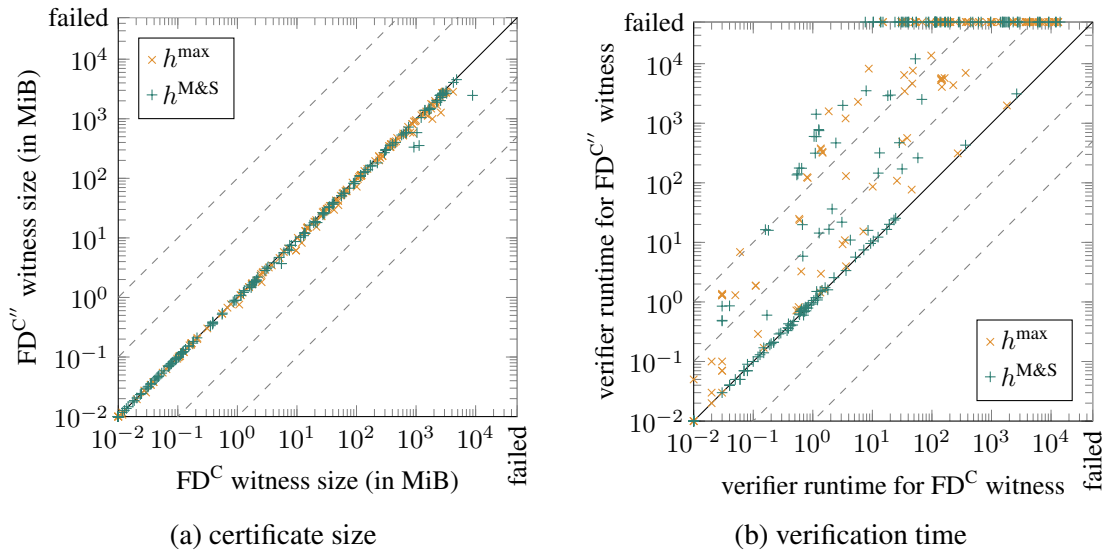 failed
10^4
10^3
10^2
10^1
10^0
10^−1
10^−2
FD^C″ witness size (in MiB)
h^max
h^M&S
10^−2 10^−1 10^0 10^1 10^2 10^3 10^4 failed
FD^C witness size (in MiB)
(a) certificate size
failed
10^4
10^3
10^2
10^1
10^0
10^−1
10^−2
verifier runtime for FD^C″ witness
h^max
h^M&S
10^−2 10^−1 10^0 10^1 10^2 10^3 10^4 failed
verifier runtime for FD^C witness
(b) verification time